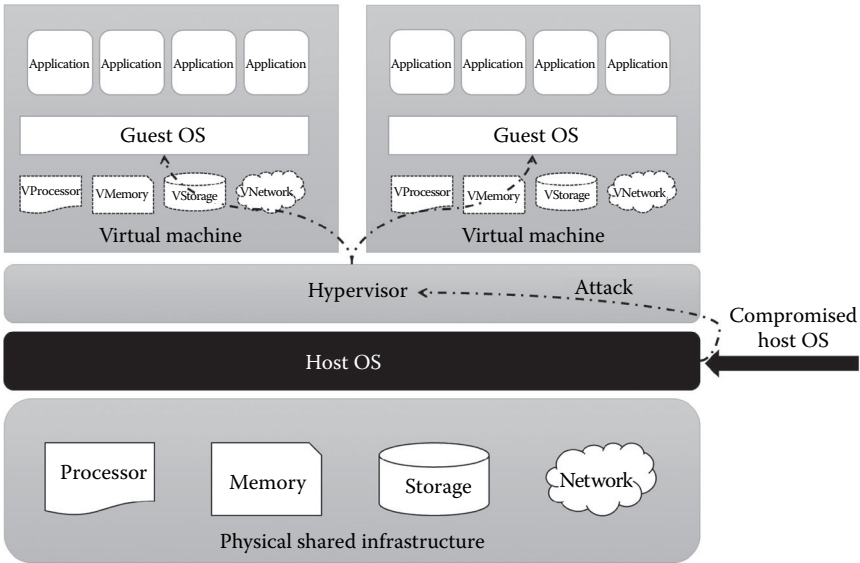 Application Application Application Application
Guest OS
VProcessor VMemory VStorage VNetwork
Virtual machine
Application Application Application Application
Guest OS
VProcessor VMemory VStorage VNetwork
Virtual machine
Hypervisor
Attack
Compromised
host OS
Host OS
Processor Memory Storage Network
Physical shared infrastructure